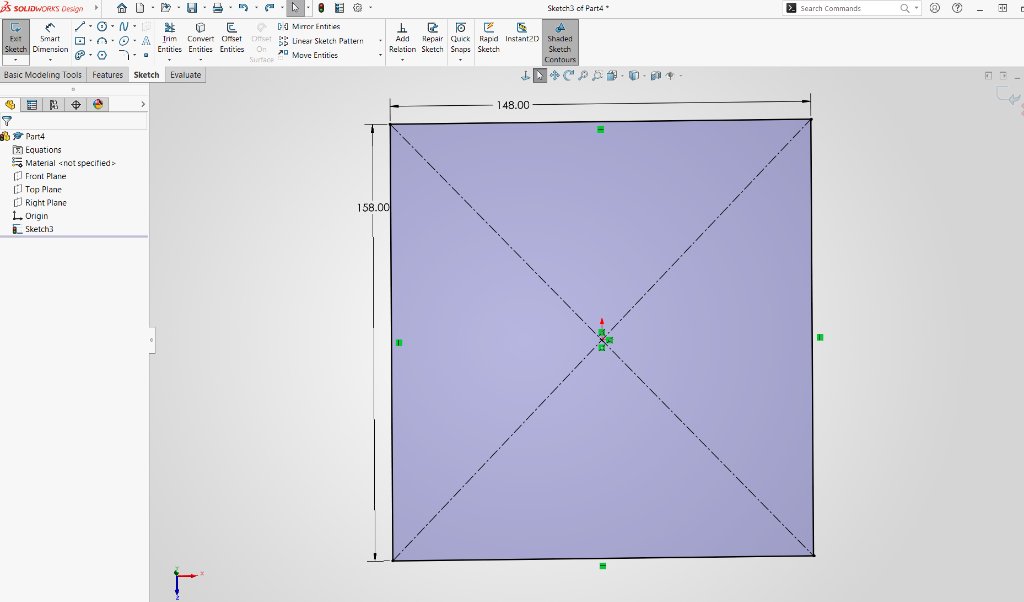 SOLIDWORKS Design
Sketch3 of Part4 *
Search Commands
Exit Sketch
Smart Dimension
Trim Entities
Convert Entities
Offset Entities
Offset On Surface
Mirror Entities
Linear Sketch Pattern
Move Entities
Add Relation
Repair Sketch
Quick Snaps
Rapid Sketch
Instant2D
Shaded Sketch Contours
Basic Modeling Tools
Features
Sketch
Evaluate
Part4
Equations
Material <not specified>
Front Plane
Top Plane
Right Plane
Origin
Sketch3
148.00
158.00
Y
X
Z